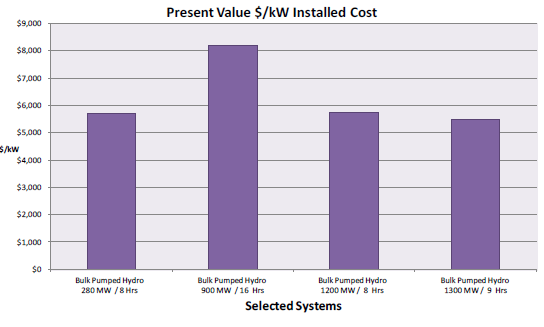 Present Value $/kW Installed Cost
$9,000
$8,000
$7,000
$6,000
$5,000
$/kW
$4,000
$3,000
$2,000
$1,000
$0
Bulk Pumped Hydro
280 MW / 8 Hrs
Bulk Pumped Hydro
900 MW / 16 Hrs
Bulk Pumped Hydro
1200 MW / 8 Hrs
Bulk Pumped Hydro
1300 MW / 9 Hrs
Selected Systems